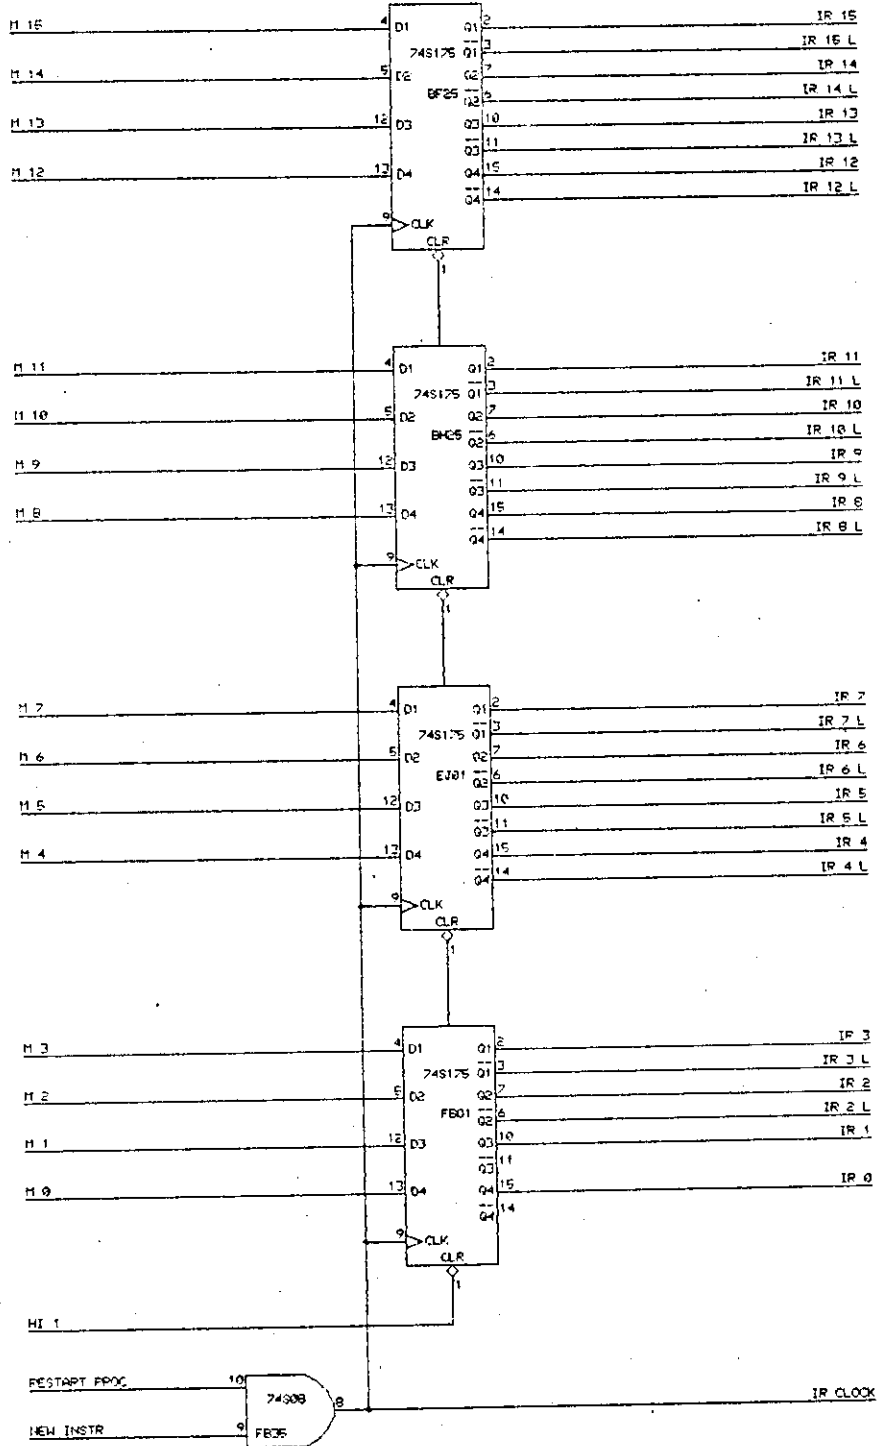 M 15 4 D1 Q1 2 IR 15
74S175 Q1 3 IR 15 L
M 14 5 D2 Q2 7 IR 14
BF25 Q2 6 IR 14 L
M 13 12 D3 Q3 10 IR 13
Q3 11 IR 13 L
M 12 13 D4 Q4 15 IR 12
Q4 14 IR 12 L
9 CLK
CLR
1
M 11 4 D1 Q1 2 IR 11
74S175 Q1 3 IR 11 L
M 10 5 D2 Q2 7 IR 10
BH25 Q2 6 IR 10 L
M 9 12 D3 Q3 10 IR 9
Q3 11 IR 9 L
M 8 13 D4 Q4 15 IR 8
Q4 14 IR 8 L
9 CLK
CLR
1
M 7 4 D1 Q1 2 IR 7
74S175 Q1 3 IR 7 L
M 6 5 D2 Q2 7 IR 6
EJ01 Q2 6 IR 6 L
M 5 12 D3 Q3 10 IR 5
Q3 11 IR 5 L
M 4 13 D4 Q4 15 IR 4
Q4 14 IR 4 L
9 CLK
CLR
1
M 3 4 D1 Q1 2 IR 3
74S175 Q1 3 IR 3 L
M 2 5 D2 Q2 7 IR 2
FB01 Q2 6 IR 2 L
M 1 12 D3 Q3 10 IR 1
Q3 11
M 0 13 D4 Q4 15 IR 0
Q4 14
9 CLK
CLR
1
HI 1
RESTART PROC 10
74S08 8 IR CLOCK
NEW INSTR 9 FB35